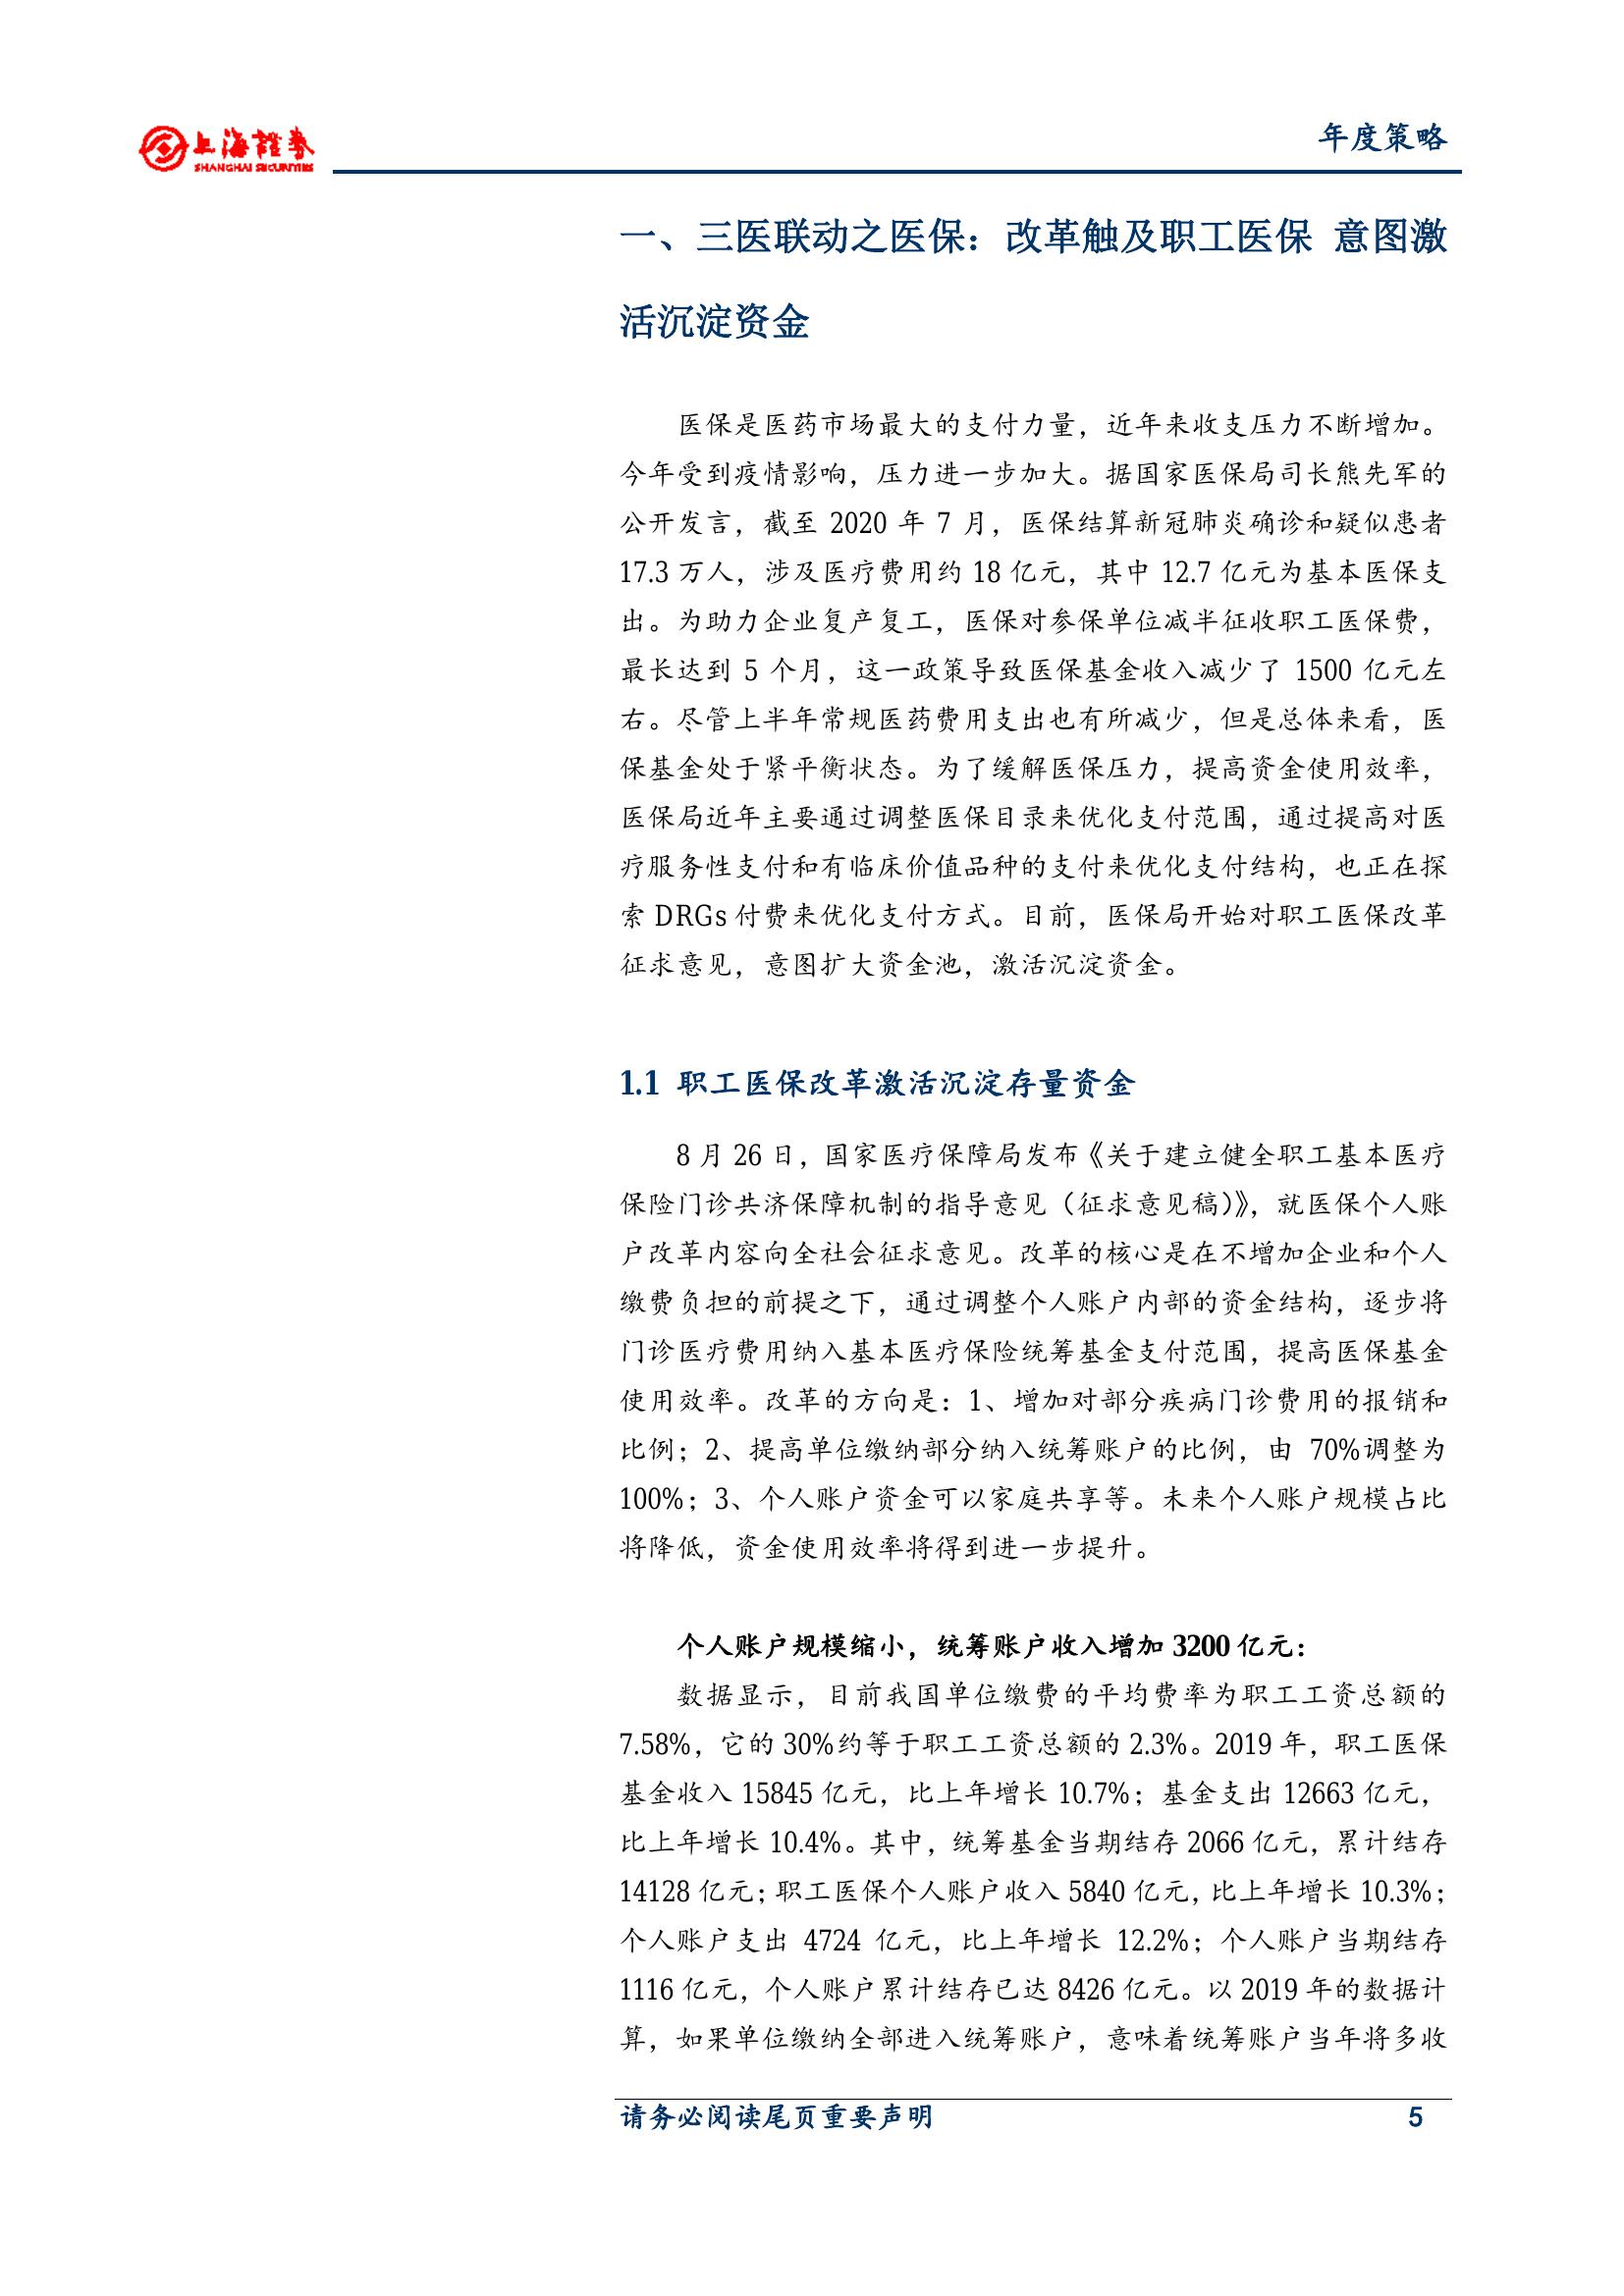 上海證券
SHANGHAI SECURITIES
年度策略
一、三医联动之医保：改革触及职工医保 意图激
活沉淀资金
医保是医药市场最大的支付力量，近年来收支压力不断增加。
今年受到疫情影响，压力进一步加大。据国家医保局司长熊先军的
公开发言，截至 2020 年 7 月，医保结算新冠肺炎确诊和疑似患者
17.3 万人，涉及医疗费用约 18 亿元，其中 12.7 亿元为基本医保支
出。为助力企业复产复工，医保对参保单位减半征收职工医保费，
最长达到 5 个月，这一政策导致医保基金收入减少了 1500 亿元左
右。尽管上半年常规医药费用支出也有所减少，但是总体来看，医
保基金处于紧平衡状态。为了缓解医保压力，提高资金使用效率，
医保局近年主要通过调整医保目录来优化支付范围，通过提高对医
疗服务性支付和有临床价值品种的支付来优化支付结构，也正在探
索 DRGs 付费来优化支付方式。目前，医保局开始对职工医保改革
征求意见，意图扩大资金池，激活沉淀资金。
1.1 职工医保改革激活沉淀存量资金
8 月 26 日，国家医疗保障局发布《关于建立健全职工基本医疗
保险门诊共济保障机制的指导意见（征求意见稿）》，就医保个人账
户改革内容向全社会征求意见。改革的核心是在不增加企业和个人
缴费负担的前提之下，通过调整个人账户内部的资金结构，逐步将
门诊医疗费用纳入基本医疗保险统筹基金支付范围，提高医保基金
使用效率。改革的方向是：1、增加对部分疾病门诊费用的报销和
比例；2、提高单位缴纳部分纳入统筹账户的比例，由 70%调整为
100%；3、个人账户资金可以家庭共享等。未来个人账户规模占比
将降低，资金使用效率将得到进一步提升。
个人账户规模缩小，统筹账户收入增加 3200 亿元：
数据显示，目前我国单位缴费的平均费率为职工工资总额的
7.58%，它的 30%约等于职工工资总额的 2.3%。2019 年，职工医保
基金收入 15845 亿元，比上年增长 10.7%；基金支出 12663 亿元，
比上年增长 10.4%。其中，统筹基金当期结存 2066 亿元，累计结存
14128 亿元；职工医保个人账户收入 5840 亿元，比上年增长 10.3%；
个人账户支出 4724 亿元，比上年增长 12.2%；个人账户当期结存
1116 亿元，个人账户累计结存已达 8426 亿元。以 2019 年的数据计
算，如果单位缴纳全部进入统筹账户，意味着统筹账户当年将多收
请务必阅读尾页重要声明
5